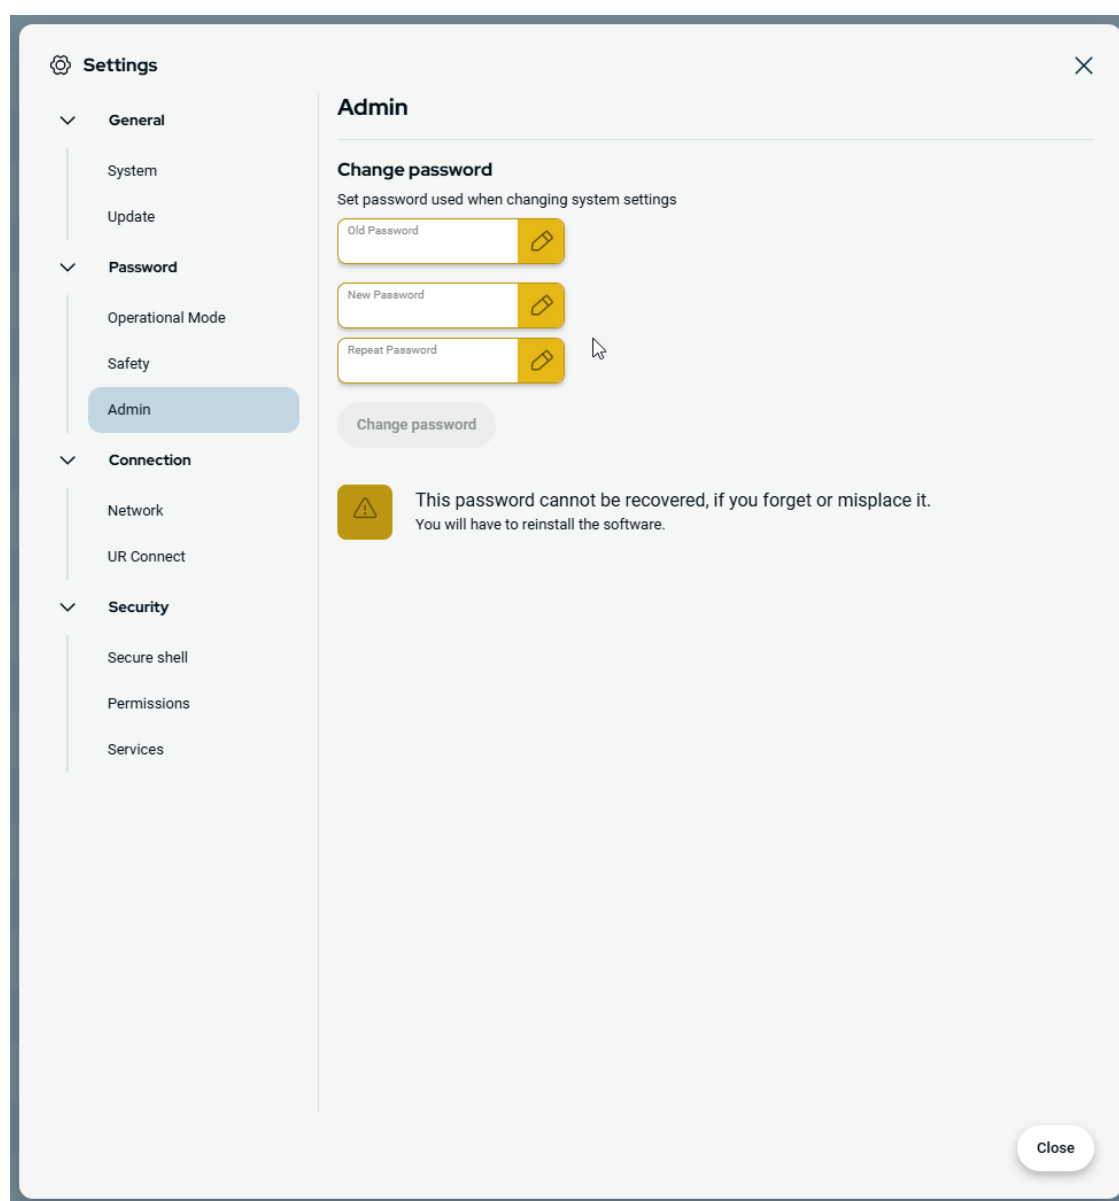 Settings
General
System
Update
Password
Operational Mode
Safety
Admin
Connection
Network
UR Connect
Security
Secure shell
Permissions
Services
Admin
Change password
Set password used when changing system settings
Old Password
New Password
Repeat Password
Change password
This password cannot be recovered, if you forget or misplace it.
You will have to reinstall the software.
Close